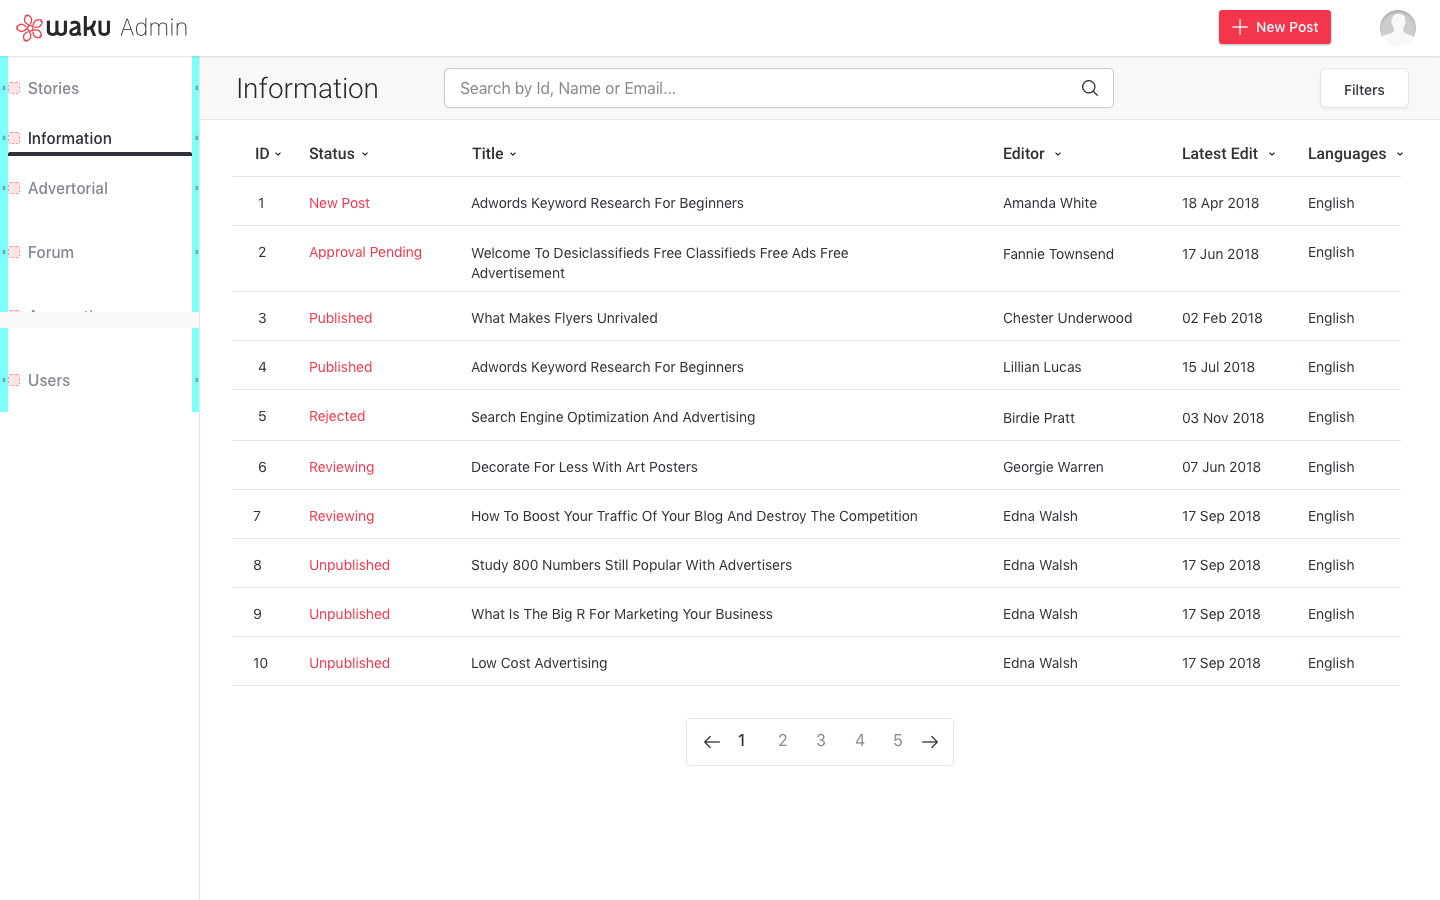 waku Admin
New Post
Stories
Information
Advertorial
Forum
Users
Information
Search by Id, Name or Email...
Filters
ID Status Title Editor Latest Edit Languages
1 New Post Adwords Keyword Research For Beginners Amanda White 18 Apr 2018 English
2 Approval Pending Welcome To Desiclassifieds Free Classifieds Free Ads Free Fannie Townsend 17 Jun 2018 English
Advertisement
3 Published What Makes Flyers Unrivaled Chester Underwood 02 Feb 2018 English
4 Published Adwords Keyword Research For Beginners Lillian Lucas 15 Jul 2018 English
5 Rejected Search Engine Optimization And Advertising Birdie Pratt 03 Nov 2018 English
6 Reviewing Decorate For Less With Art Posters Georgie Warren 07 Jun 2018 English
7 Reviewing How To Boost Your Traffic Of Your Blog And Destroy The Competition Edna Walsh 17 Sep 2018 English
8 Unpublished Study 800 Numbers Still Popular With Advertisers Edna Walsh 17 Sep 2018 English
9 Unpublished What Is The Big R For Marketing Your Business Edna Walsh 17 Sep 2018 English
10 Unpublished Low Cost Advertising Edna Walsh 17 Sep 2018 English
1 2 3 4 5